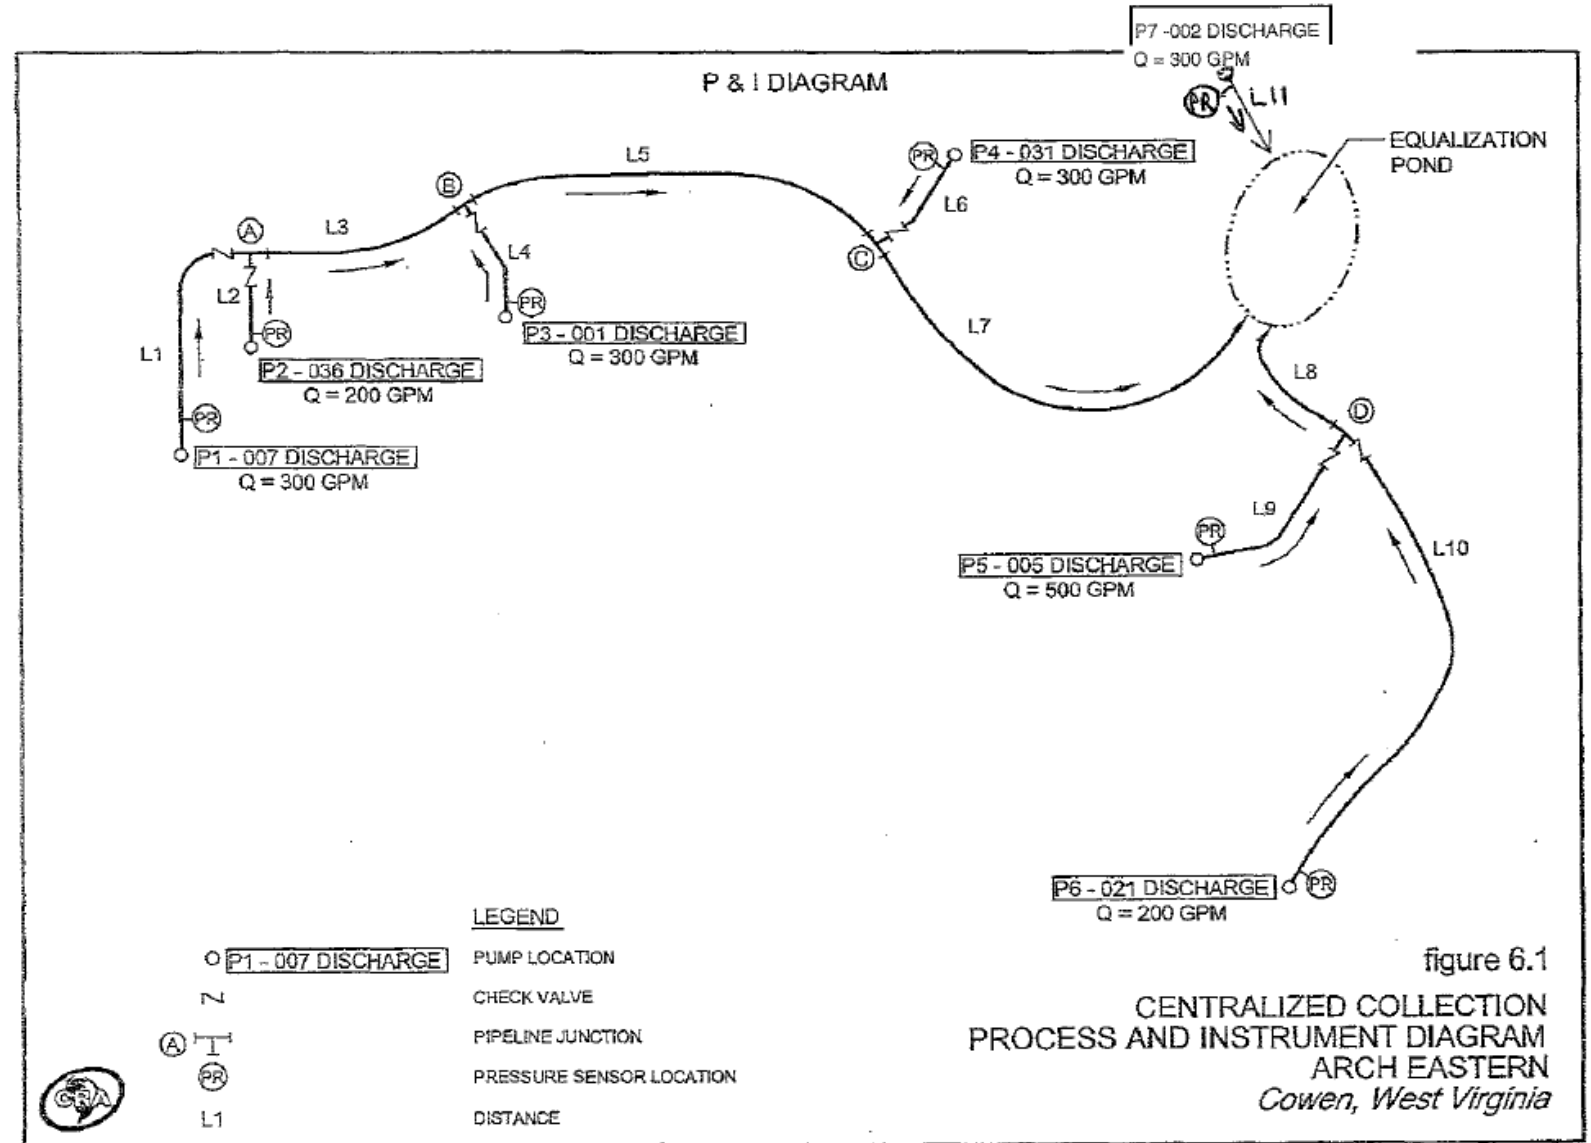 P7 -002 DISCHARGE
Q = 300 GPM
P & I DIAGRAM
PR
L11
EQUALIZATION
POND
L5
PR
P4 - 031 DISCHARGE
Q = 300 GPM
B
L6
L3
A
L4
C
L2
PR
PR
P3 - 001 DISCHARGE
Q = 300 GPM
L7
L1
P2 - 036 DISCHARGE
Q = 200 GPM
L8
D
PR
P1 - 007 DISCHARGE
Q = 300 GPM
L9
PR
L10
P5 - 005 DISCHARGE
Q = 500 GPM
P6 - 021 DISCHARGE
PR
Q = 200 GPM
LEGEND
P1 - 007 DISCHARGE
PUMP LOCATION
CHECK VALVE
A
PIPELINE JUNCTION
PR
PRESSURE SENSOR LOCATION
L1
DISTANCE
CRA
figure 6.1
CENTRALIZED COLLECTION
PROCESS AND INSTRUMENT DIAGRAM
ARCH EASTERN
Cowen, West Virginia